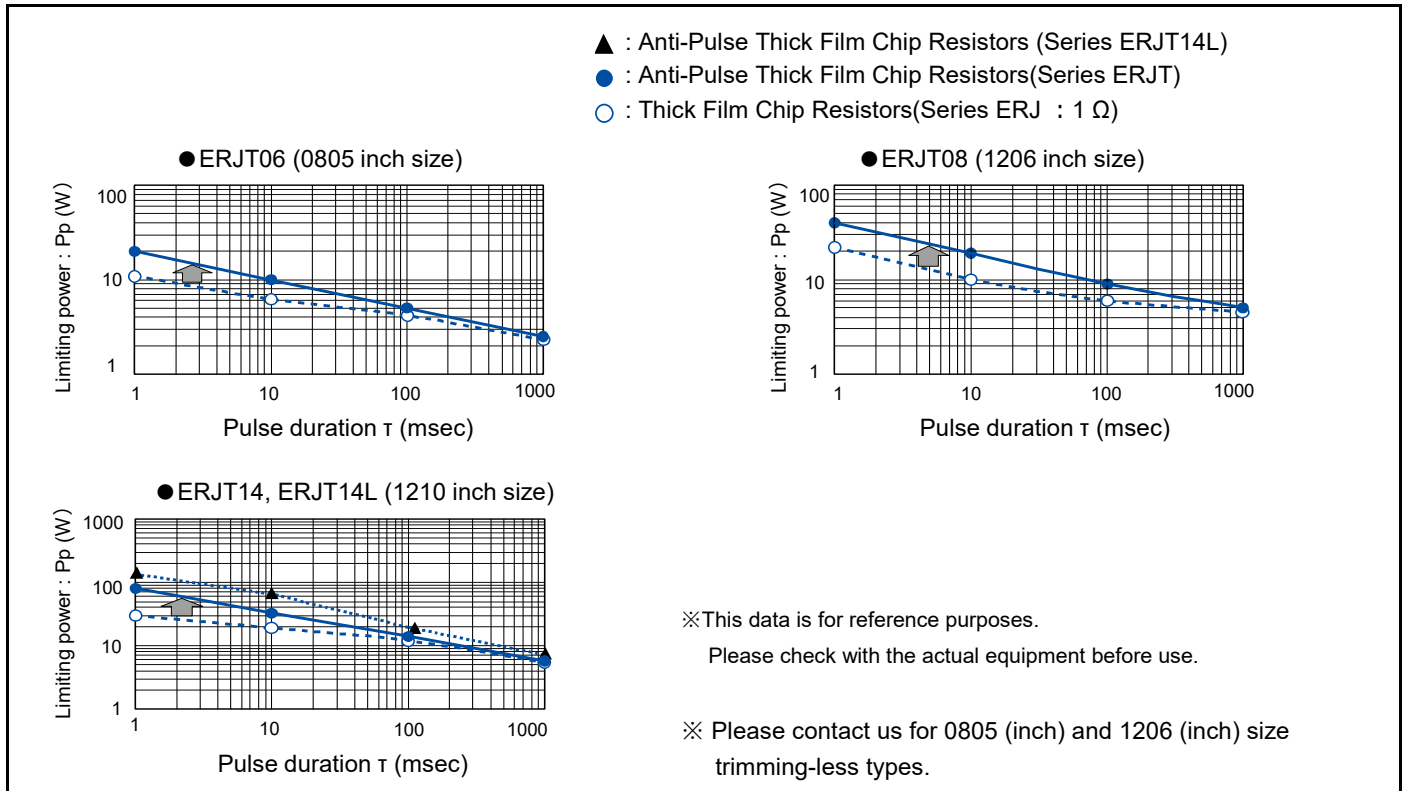 ▲ : Anti-Pulse Thick Film Chip Resistors (Series ERJT14L)
● : Anti-Pulse Thick Film Chip Resistors(Series ERJT)
○ : Thick Film Chip Resistors(Series ERJ : 1 Ω)
●ERJT06 (0805 inch size)
Limiting power : Pp (W)
100
10
1
1 10 100 1000
Pulse duration τ (msec)
●ERJT08 (1206 inch size)
Limiting power : Pp (W)
100
10
1
1 10 100 1000
Pulse duration τ (msec)
●ERJT14, ERJT14L (1210 inch size)
Limiting power : Pp (W)
1000
100
10
1
1 10 100 1000
Pulse duration τ (msec)
※This data is for reference purposes.
Please check with the actual equipment before use.
※ Please contact us for 0805 (inch) and 1206 (inch) size
trimming-less types.